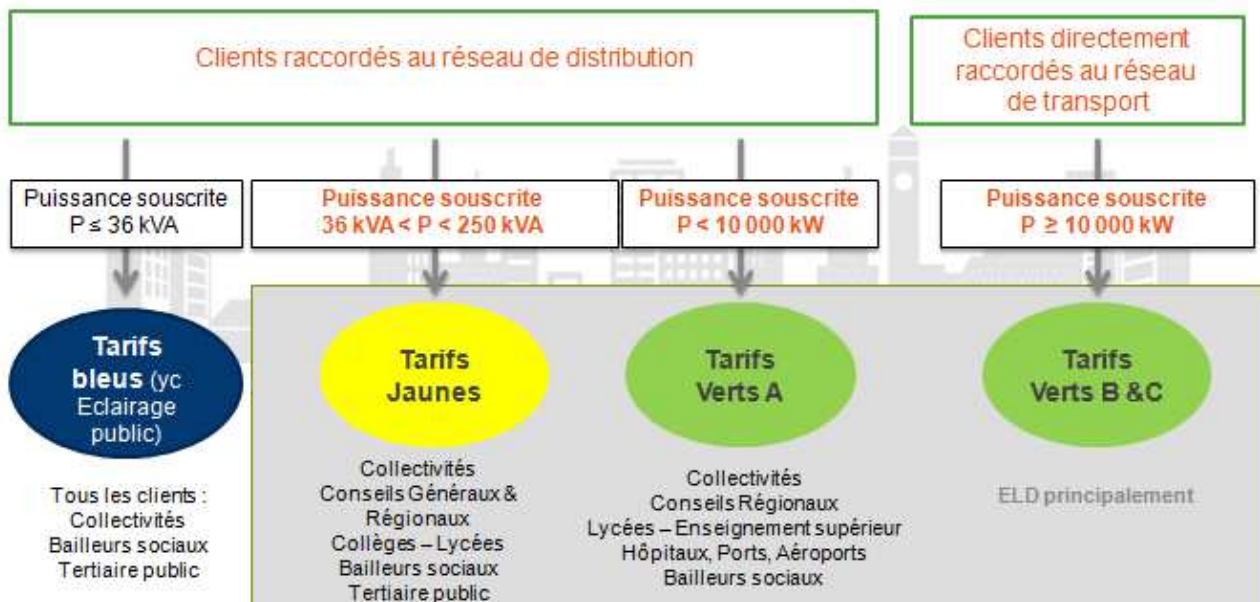 Clients raccordés au réseau de distribution
Clients directement
raccordés au réseau
de transport
Puissance souscrite
P ≤ 36 kVA
Puissance souscrite
36 kVA < P < 250 kVA
Puissance souscrite
P < 10 000 kW
Puissance souscrite
P ≥ 10 000 kW
Tarifs
bleus (yc
Eclairage
public)
Tarifs
Jaunes
Tarifs
Verts A
Tarifs
Verts B &C
Tous les clients :
Collectivités
Bailleurs sociaux
Tertiaire public
Collectivités
Conseils Généraux &
Régionaux
Collèges – Lycées
Bailleurs sociaux
Tertiaire public
Collectivités
Conseils Régionaux
Lycées – Enseignement supérieur
Hôpitaux, Ports, Aéroports
Bailleurs sociaux
ELD principalement